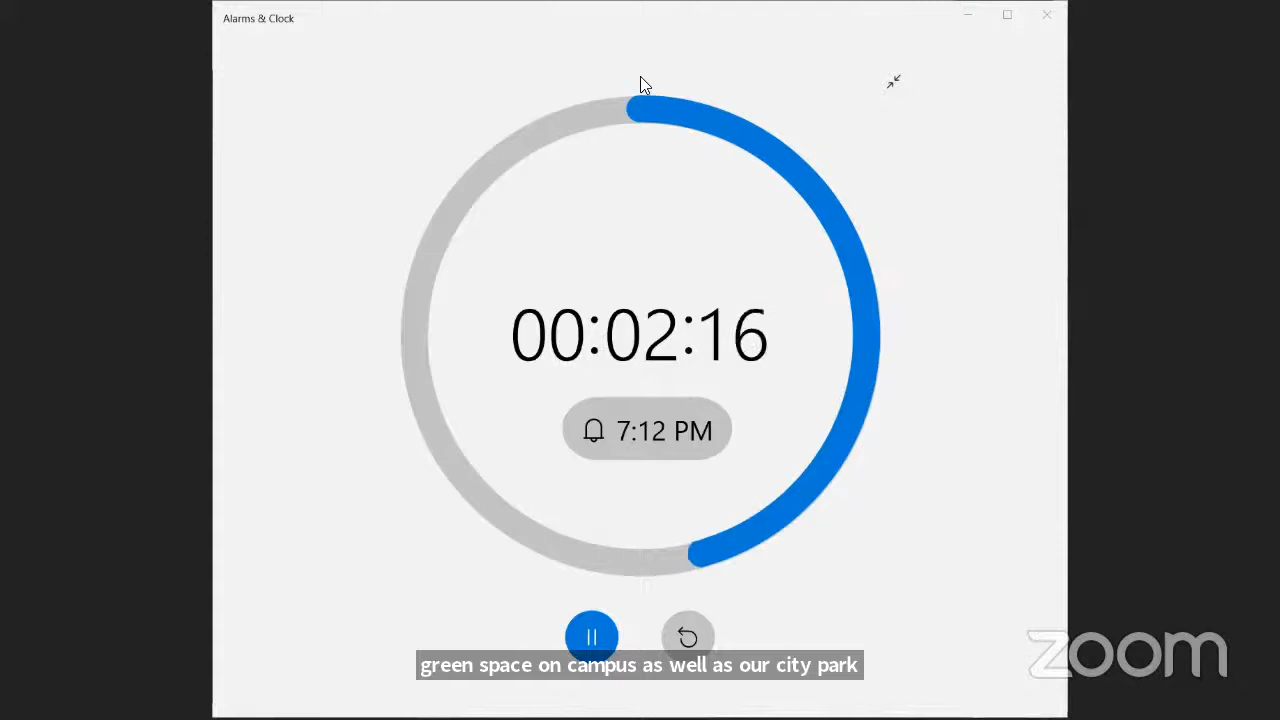 Alarms & Clock
00:02:16
7:12 PM
green space on campus as well as our city park
zoom